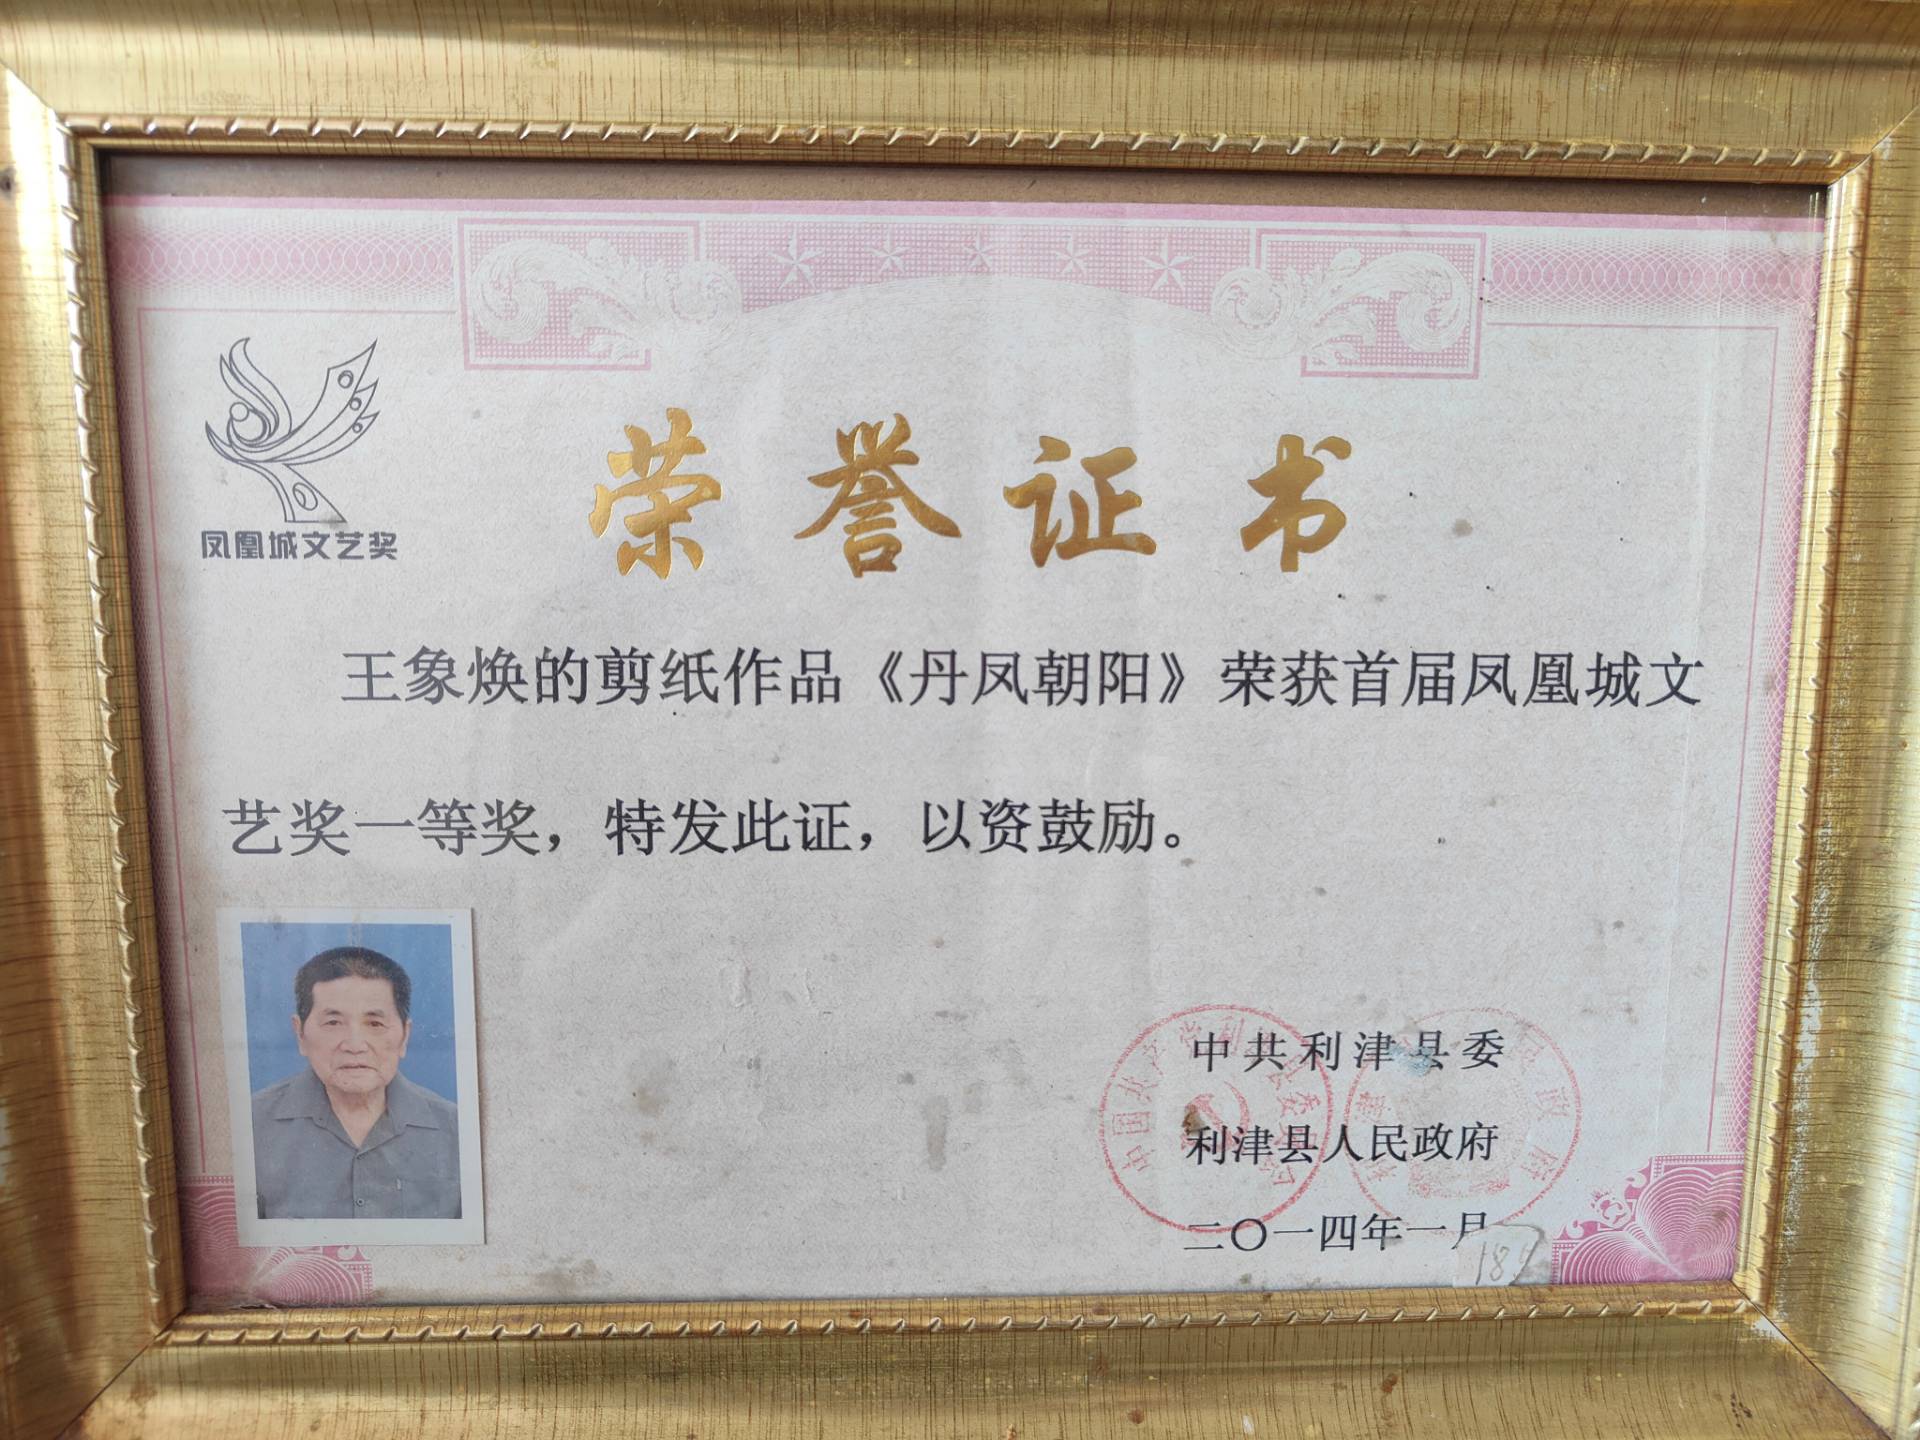 凤凰城文艺奖
荣誉证书
王象焕的剪纸作品《丹凤朝阳》荣获首届凤凰城文
艺奖一等奖，特发此证，以资鼓励。
中共利津县委
利津县人民政府
二〇一四年一月